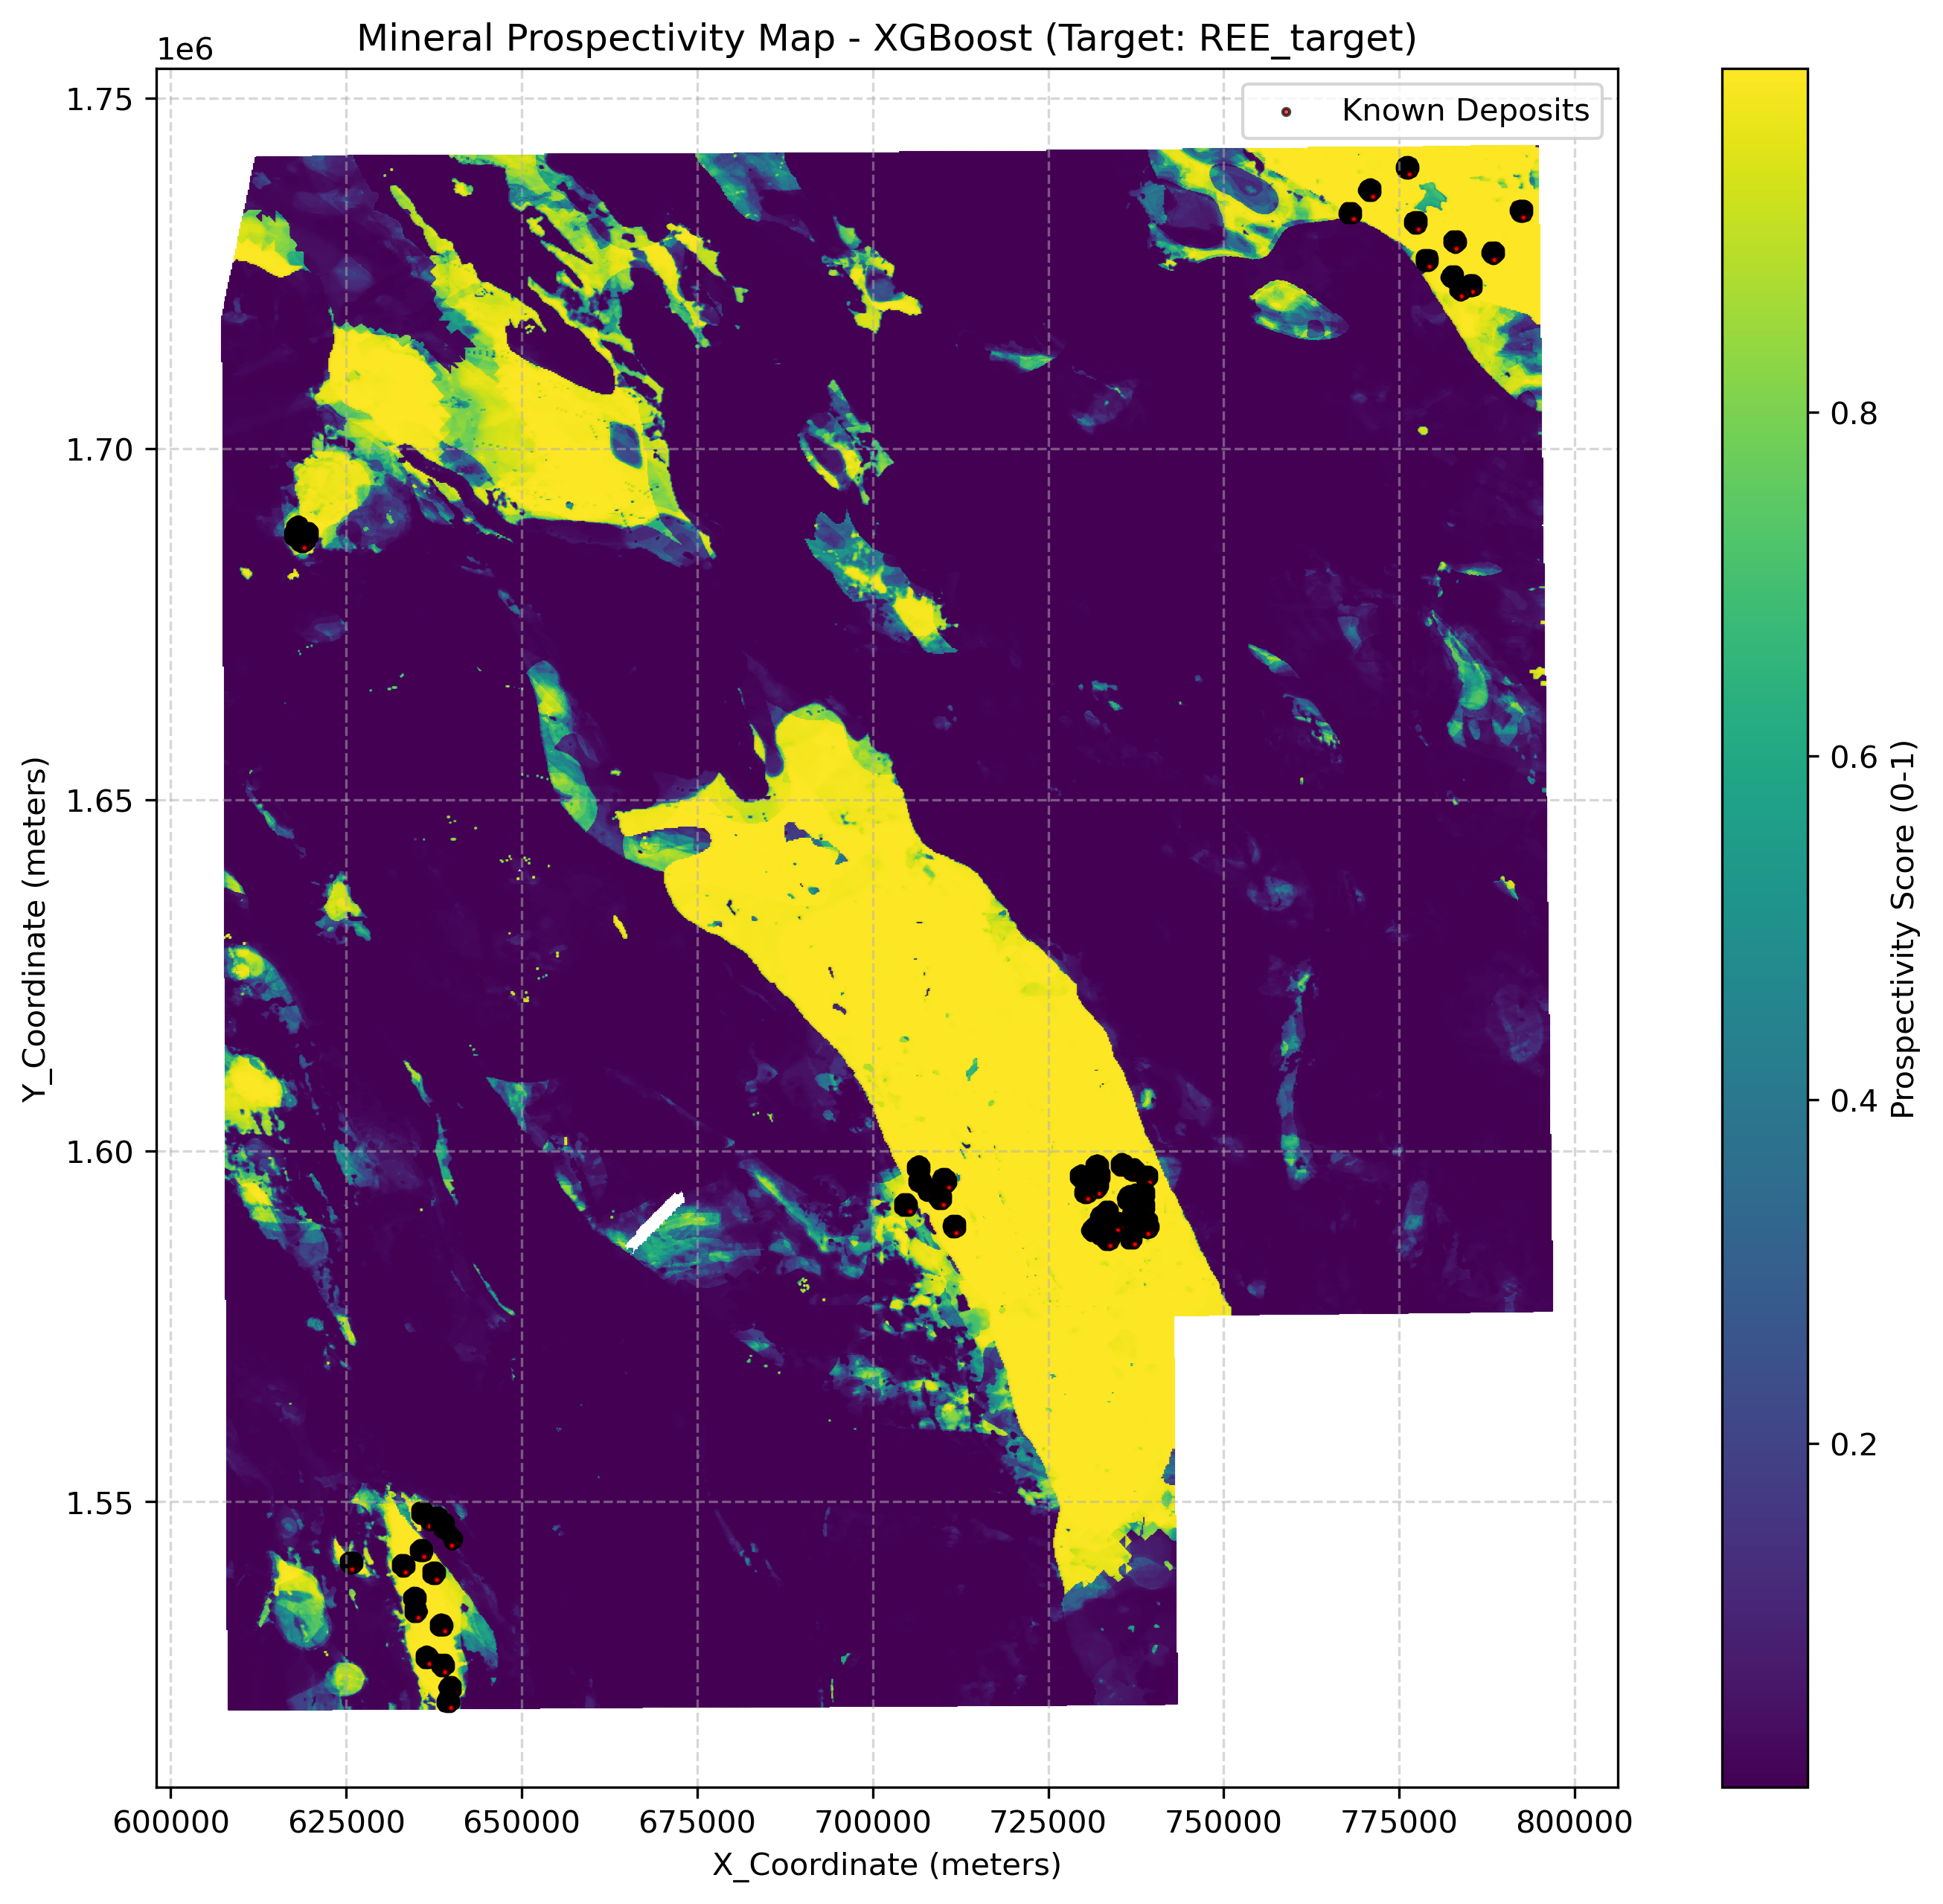 Mineral Prospectivity Map - XGBoost (Target: REE_target)
1e6
Known Deposits
1.75
1.70
1.65
1.60
1.55
Y_Coordinate (meters)
600000 625000 650000 675000 700000 725000 750000 775000 800000
X_Coordinate (meters)
0.8
0.6
0.4
0.2
Prospectivity Score (0-1)